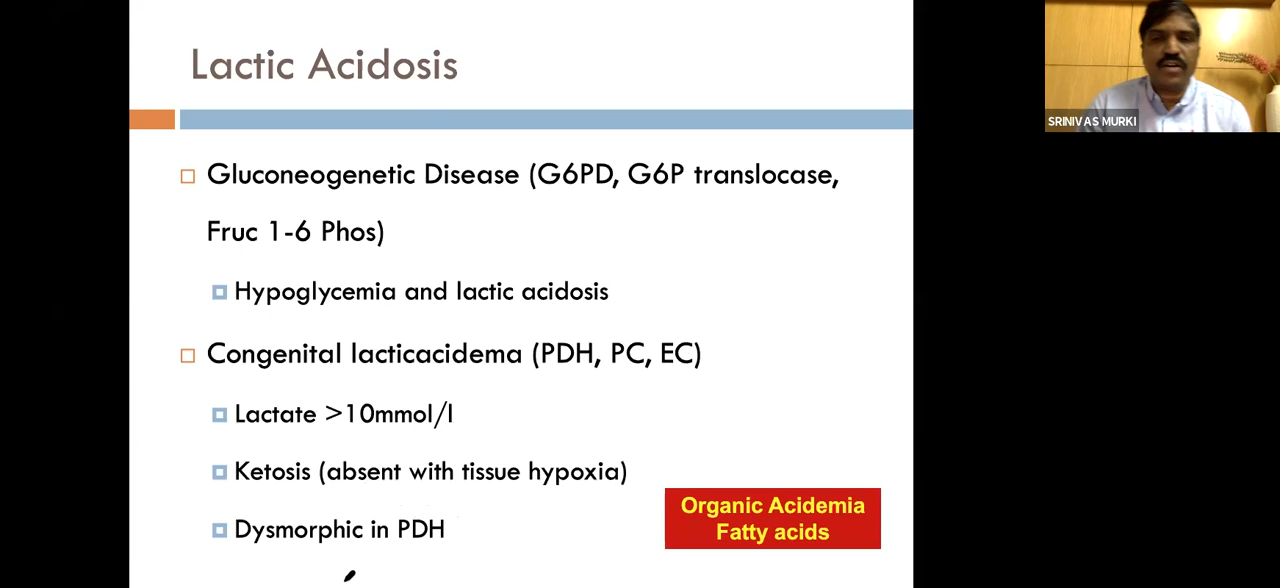 Lactic Acidosis
SRINIVAS MURKI
Gluconeogenetic Disease (G6PD, G6P translocase,
Fruc 1-6 Phos)
Hypoglycemia and lactic acidosis
Congenital lacticacidema (PDH, PC, EC)
Lactate >10mmol/l
Ketosis (absent with tissue hypoxia)
Dysmorphic in PDH
Organic Acidemia
Fatty acids